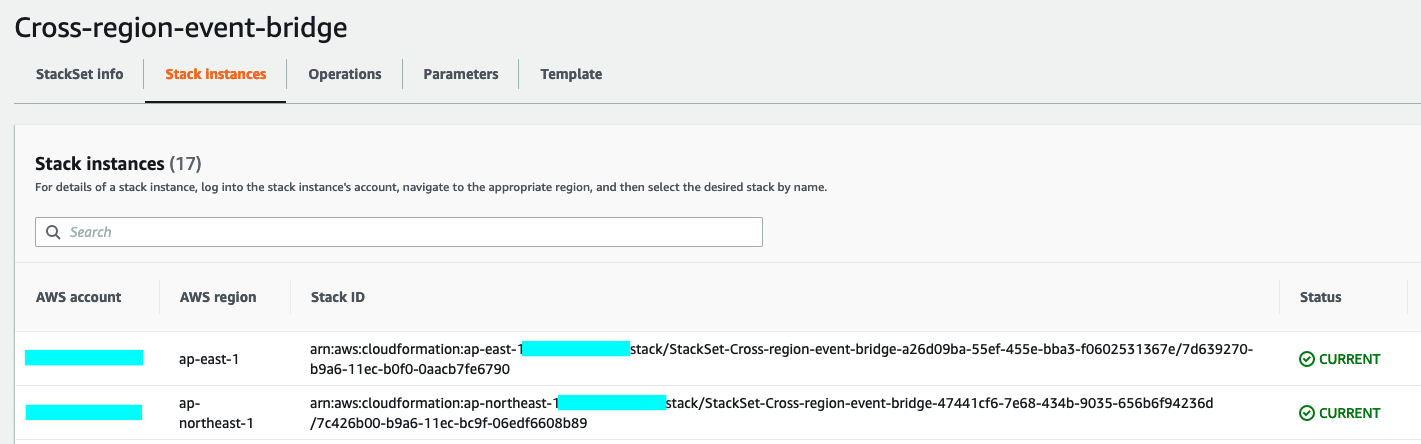 Cross-region-event-bridge
StackSet info Stack instances Operations Parameters Template
Stack instances (17)
For details of a stack instance, log into the stack instance's account, navigate to the appropriate region, and then select the desired stack by name.
Search
AWS account AWS region Stack ID Status
ap-east-1 arn:aws:cloudformation:ap-east-1 stack/StackSet-Cross-region-event-bridge-a26d09ba-55ef-455e-bba3-f0602531367e/7d639270-
b9a6-11ec-b0f0-0aacb7fe6790 CURRENT
ap- arn:aws:cloudformation:ap-northeast-1 stack/StackSet-Cross-region-event-bridge-47441cf6-7e68-434b-9035-656b6f94236d
northeast-1 /7c426b00-b9a6-11ec-bc9f-06edf6608b89 CURRENT